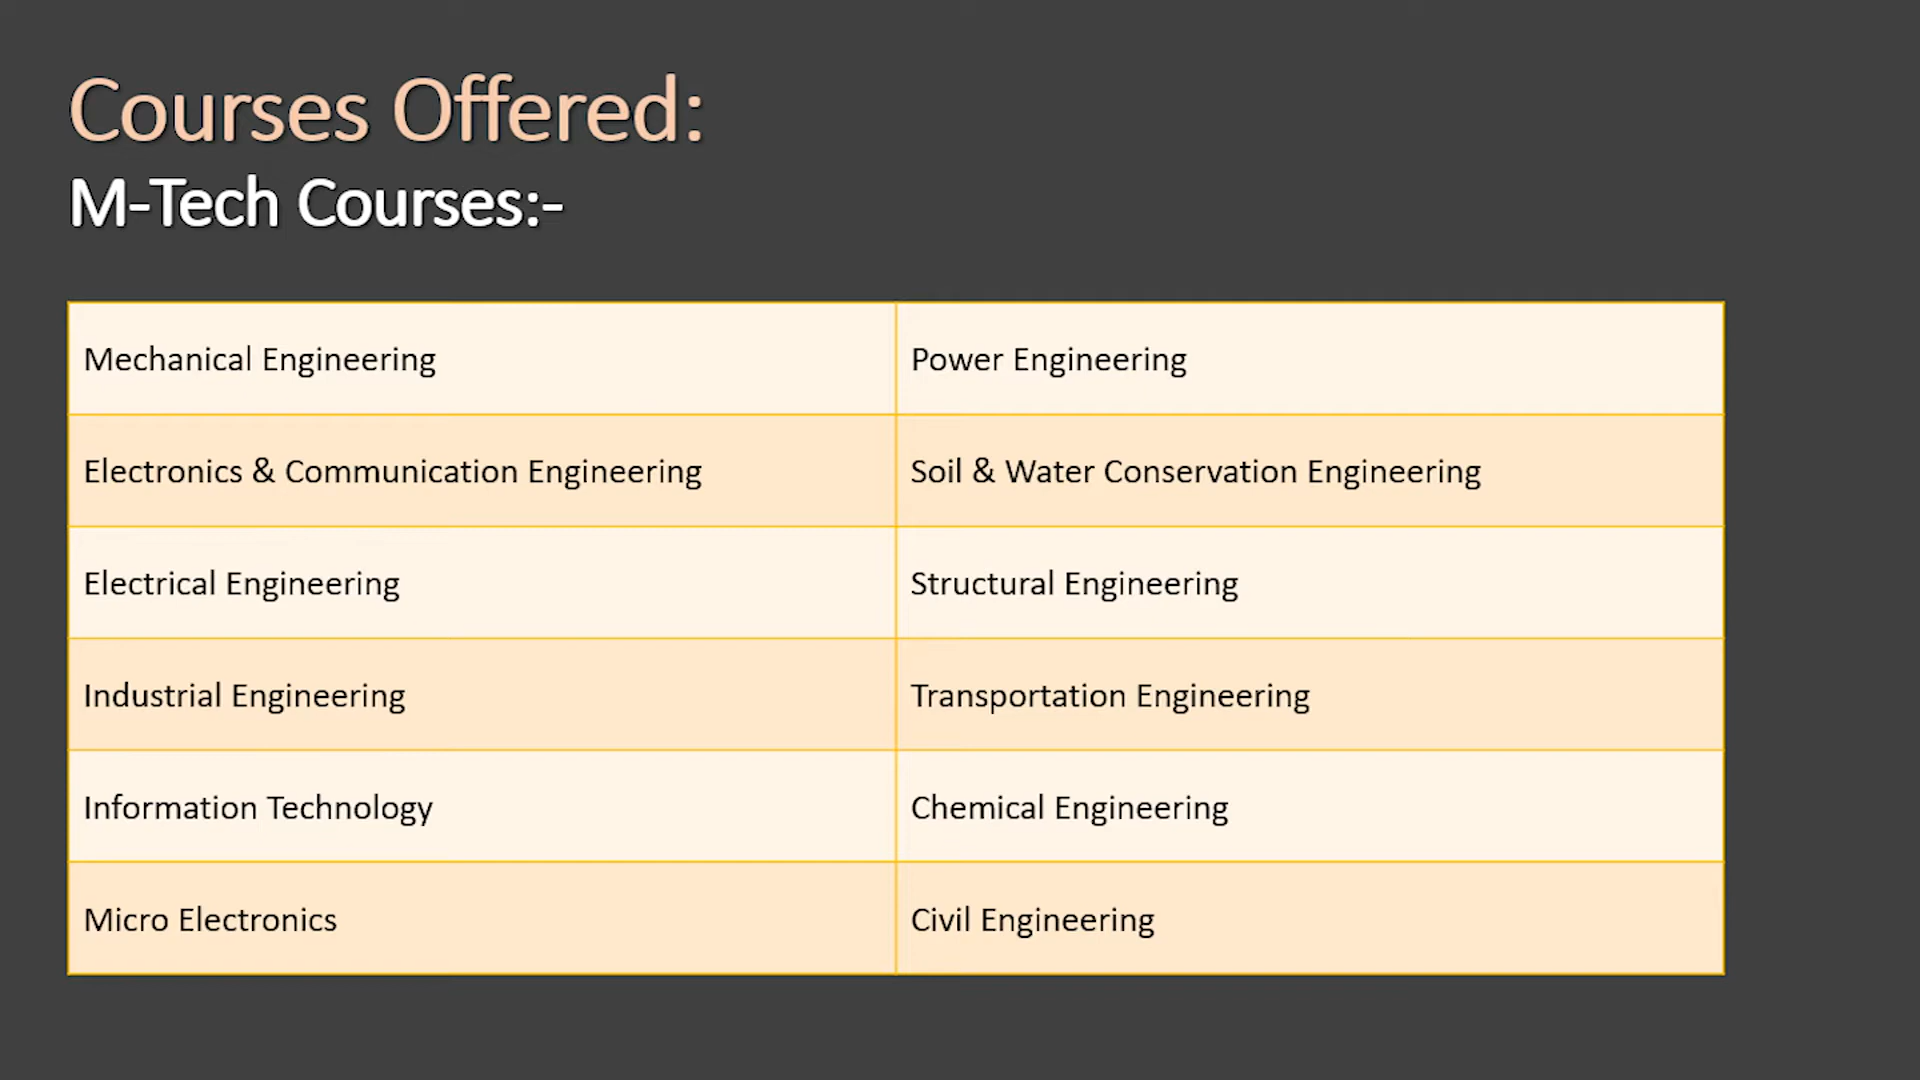 Courses Offered:
M-Tech Courses:-
Mechanical Engineering
Power Engineering
Electronics & Communication Engineering
Soil & Water Conservation Engineering
Electrical Engineering
Structural Engineering
Industrial Engineering
Transportation Engineering
Information Technology
Chemical Engineering
Micro Electronics
Civil Engineering